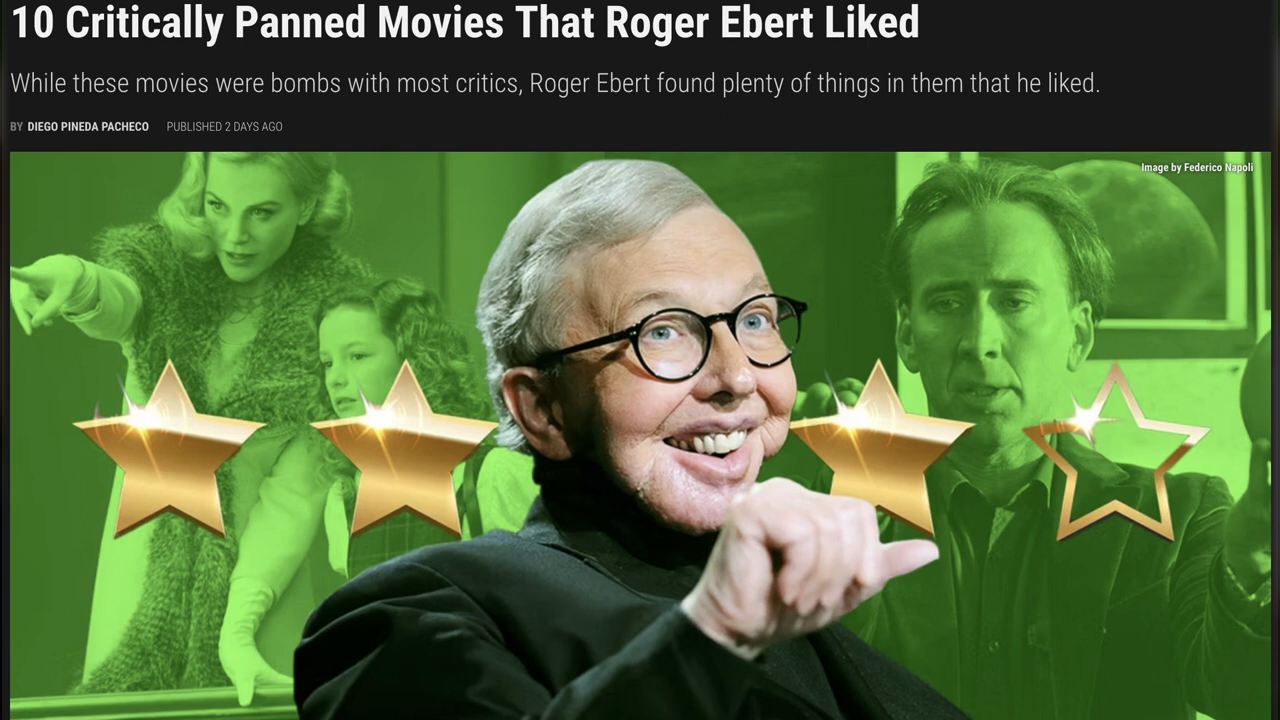 10 Critically Panned Movies That Roger Ebert Liked
While these movies were bombs with most critics, Roger Ebert found plenty of things in them that he liked.
BY DIEGO PINEDA PACHECO PUBLISHED 2 DAYS AGO
Image by Federico Napoli